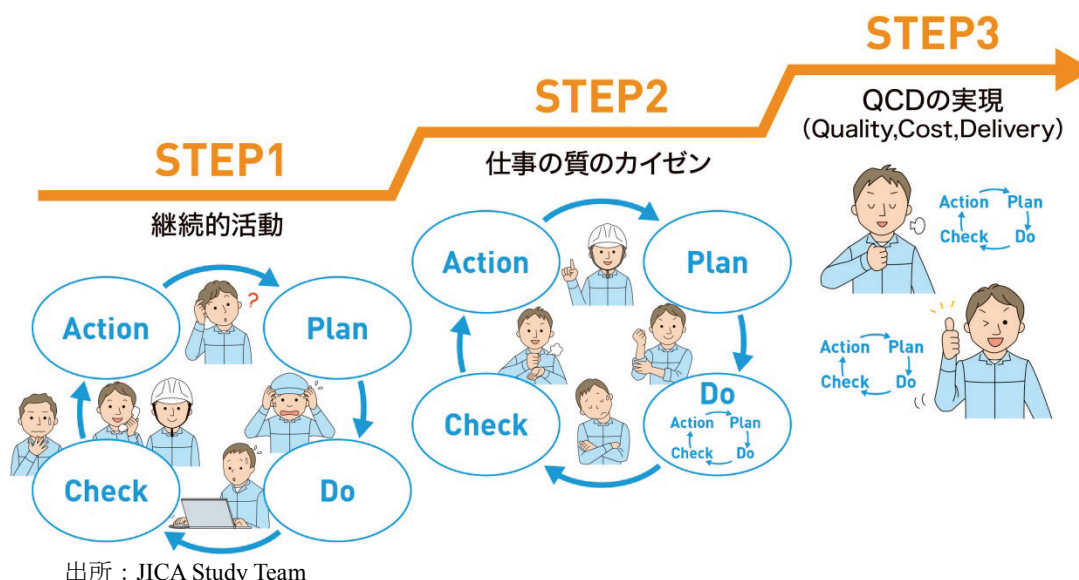 STEP1
継続的活動
Action
Plan
?
Check
Do
STEP2
仕事の質のカイゼン
Action
Plan
Check
Do
Action
Plan
Check
Do
STEP3
QCDの実現
（Quality,Cost,Delivery）
Action
Plan
Check
Do
Action
Plan
Check
Do
出所：JICA Study Team